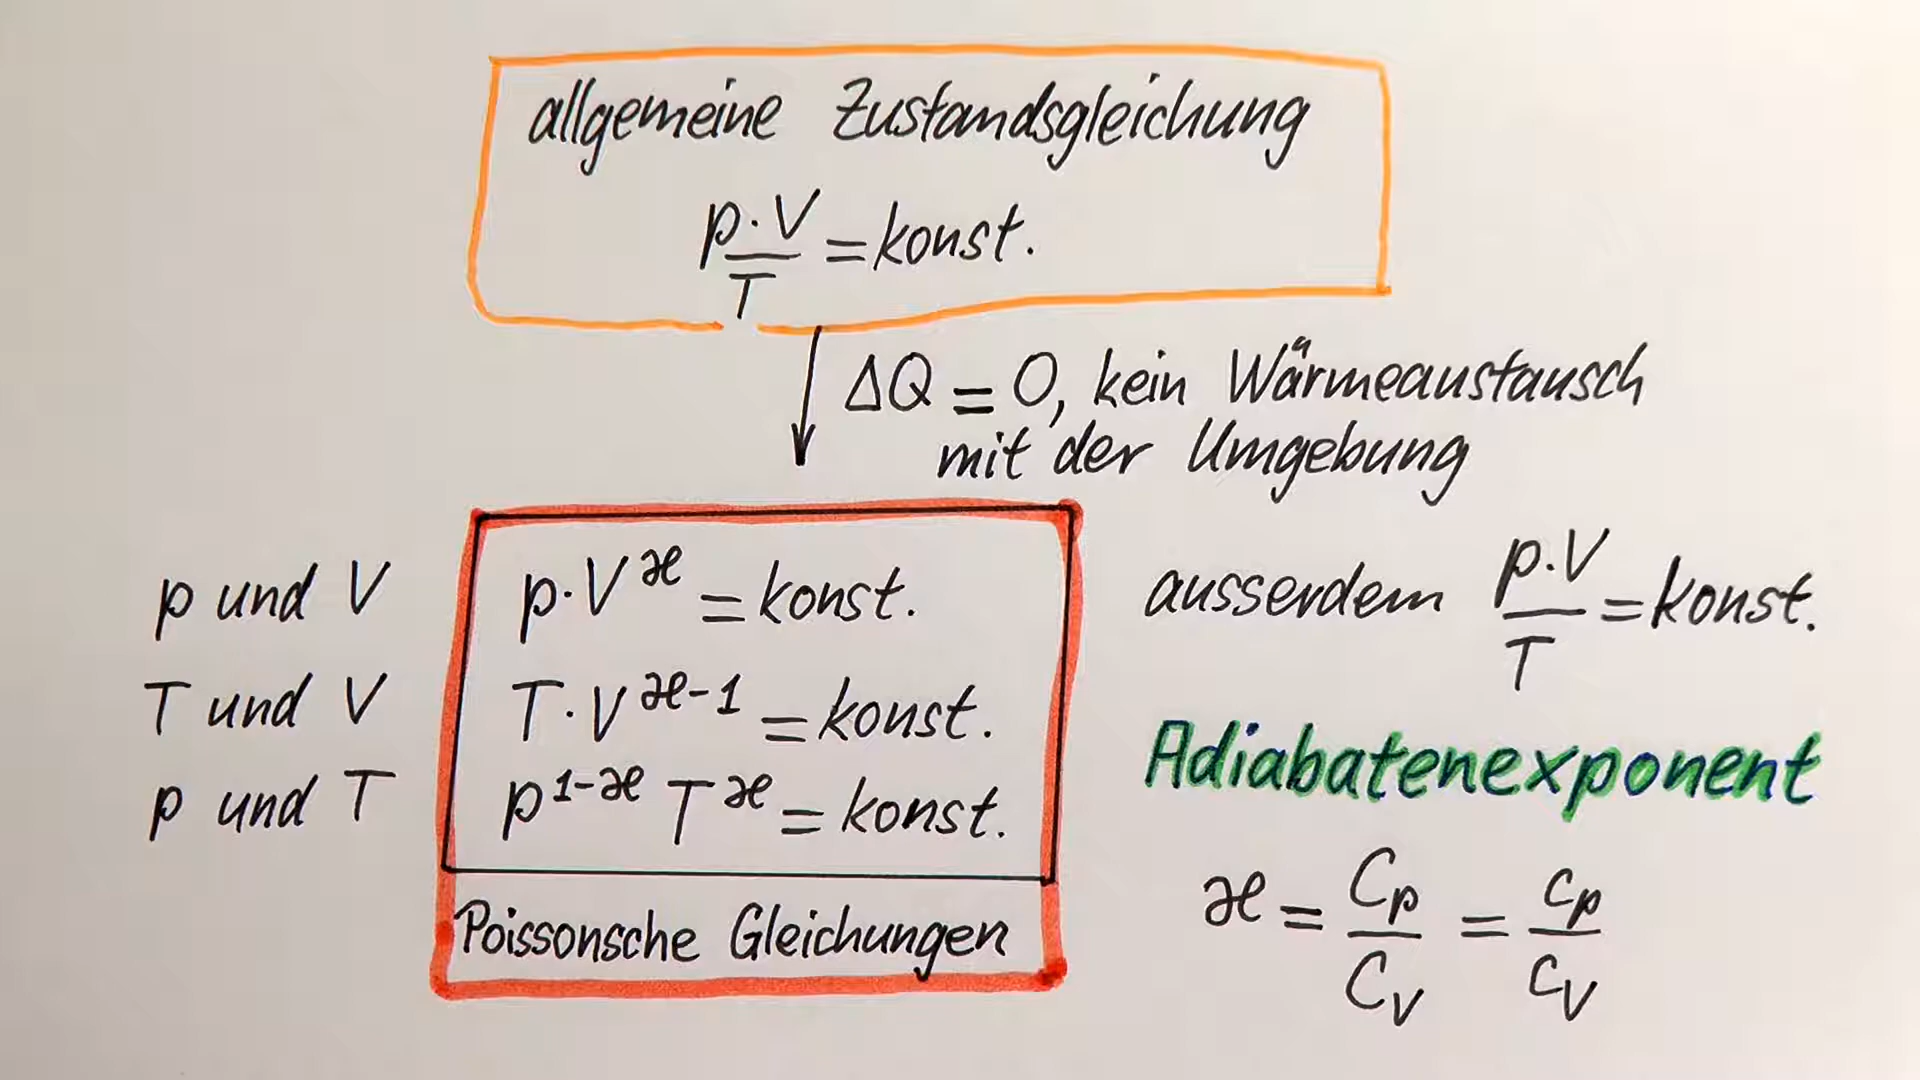 allgemeine Zustandsgleichung
p·V/T = konst.
ΔQ = 0, kein Wärmeaustausch
mit der Umgebung
p und V p·V^æ = konst. ausserdem p·V/T = konst.
T und V T·V^æ-1 = konst.
p und T p^1-æ T^æ = konst.
Adiabatenexponent
Poissonsche Gleichungen
æ = Cp/CV = cp/cV